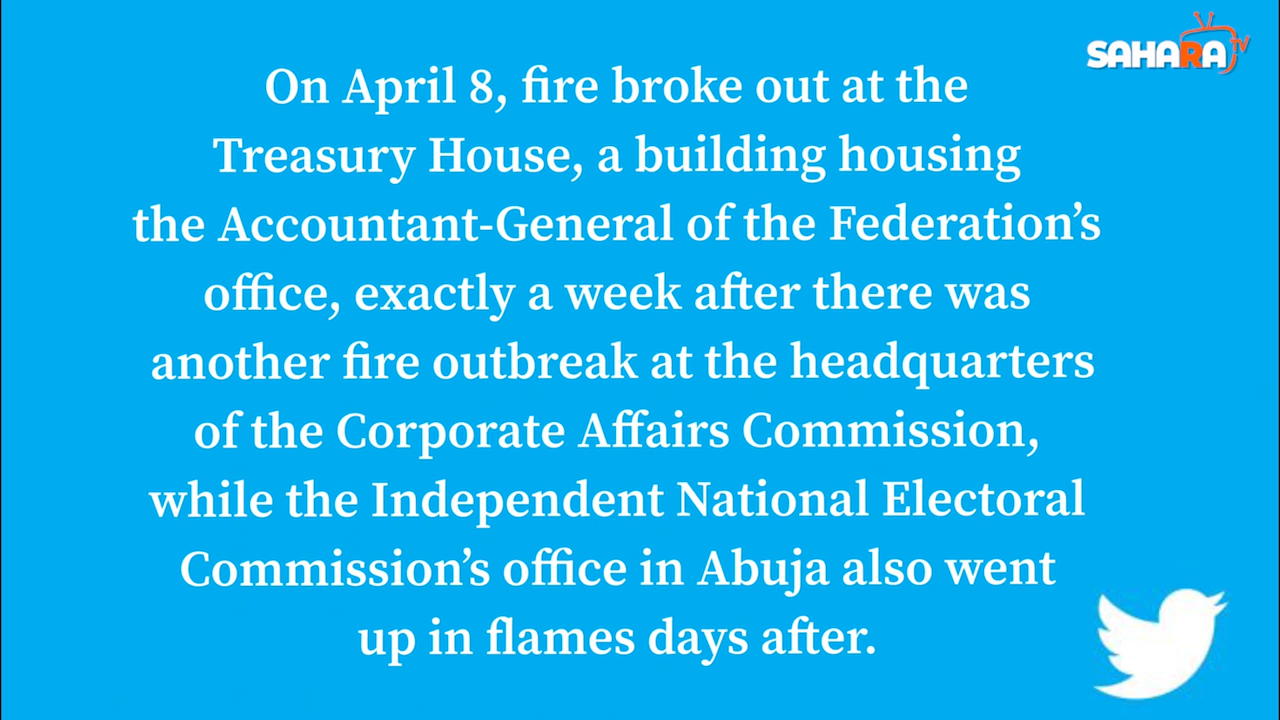 SAHARA TV
On April 8, fire broke out at the
Treasury House, a building housing
the Accountant-General of the Federation’s
office, exactly a week after there was
another fire outbreak at the headquarters
of the Corporate Affairs Commission,
while the Independent National Electoral
Commission’s office in Abuja also went
up in flames days after.